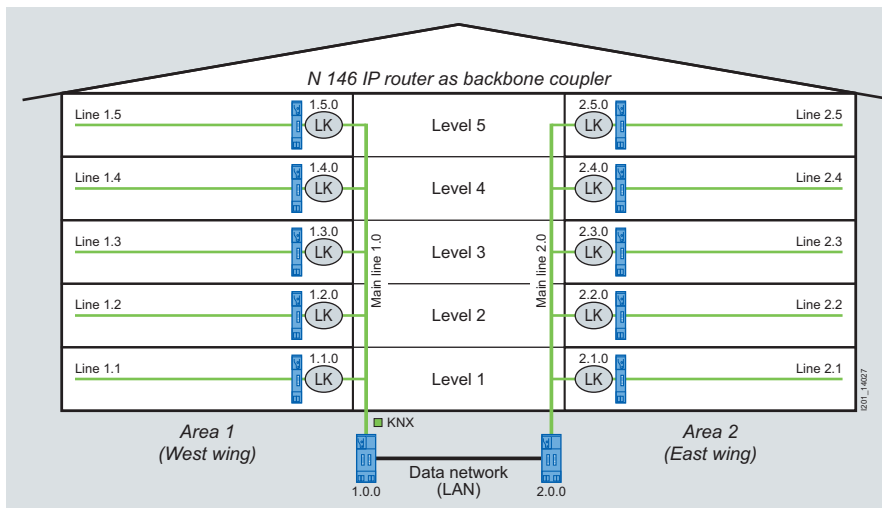 N 146 IP router as backbone coupler
Line 1.5
1.5.0
LK
Level 5
2.5.0
LK
Line 2.5
Line 1.4
1.4.0
LK
Level 4
2.4.0
LK
Line 2.4
Line 1.3
1.3.0
LK
Main line 1.0
Level 3
Main line 2.0
2.3.0
LK
Line 2.3
Line 1.2
1.2.0
LK
Level 2
2.2.0
LK
Line 2.2
Line 1.1
1.1.0
LK
Level 1
2.1.0
LK
Line 2.1
I201_14027
Area 1
(West wing)
KNX
Area 2
(East wing)
Data network
(LAN)
1.0.0
2.0.0